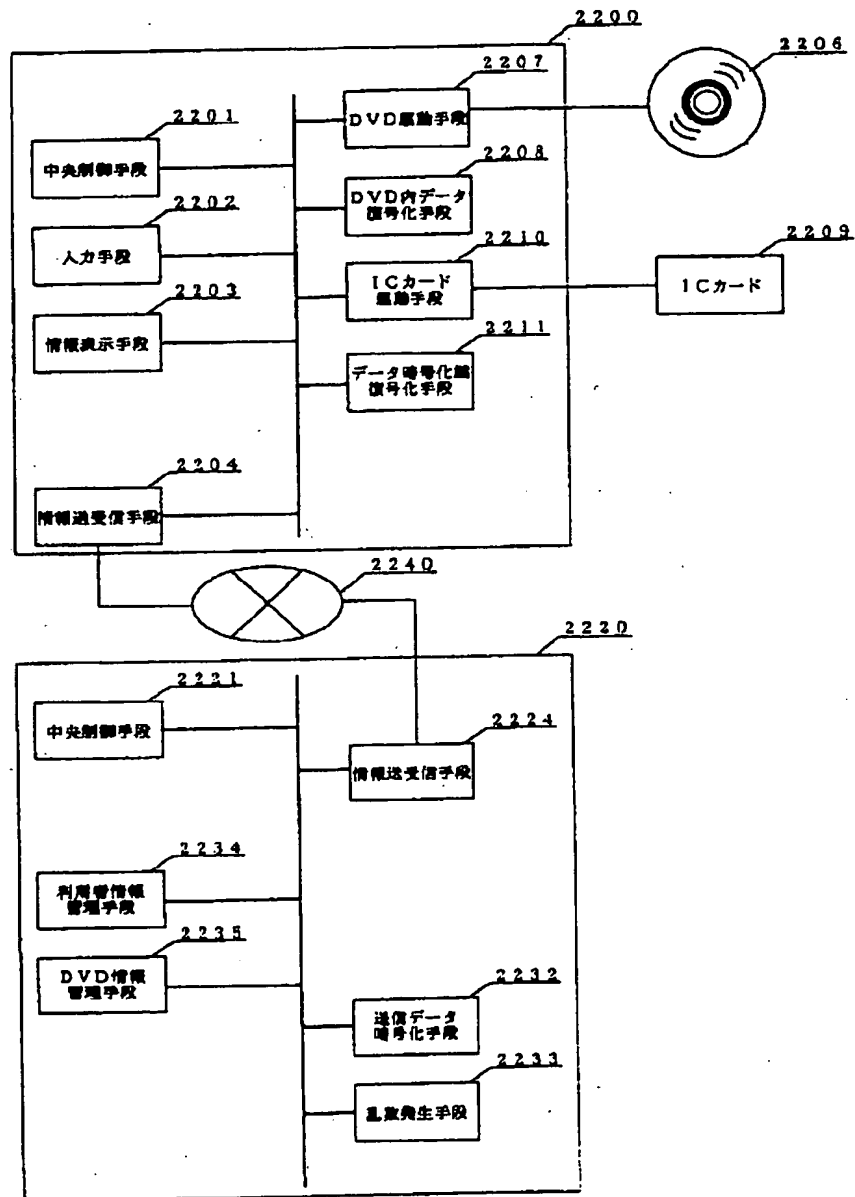 ２２００
２２０６
２２０７
ＤＶＤ駆動手段
２２０１
中央制御手段
２２０８
ＤＶＤ内データ
復号化手段
２２０２
入力手段
２２１０
ＩＣカード
駆動手段
２２０９
ＩＣカード
２２０３
情報表示手段
２２１１
データ暗号化鍵
復号化手段
２２０４
情報送受信手段
２２４０
２２２０
２２２１
中央制御手段
２２２４
情報送受信手段
２２３４
利用者情報
管理手段
２２３５
ＤＶＤ情報
管理手段
２２３２
送信データ
暗号化手段
２２３３
乱数発生手段